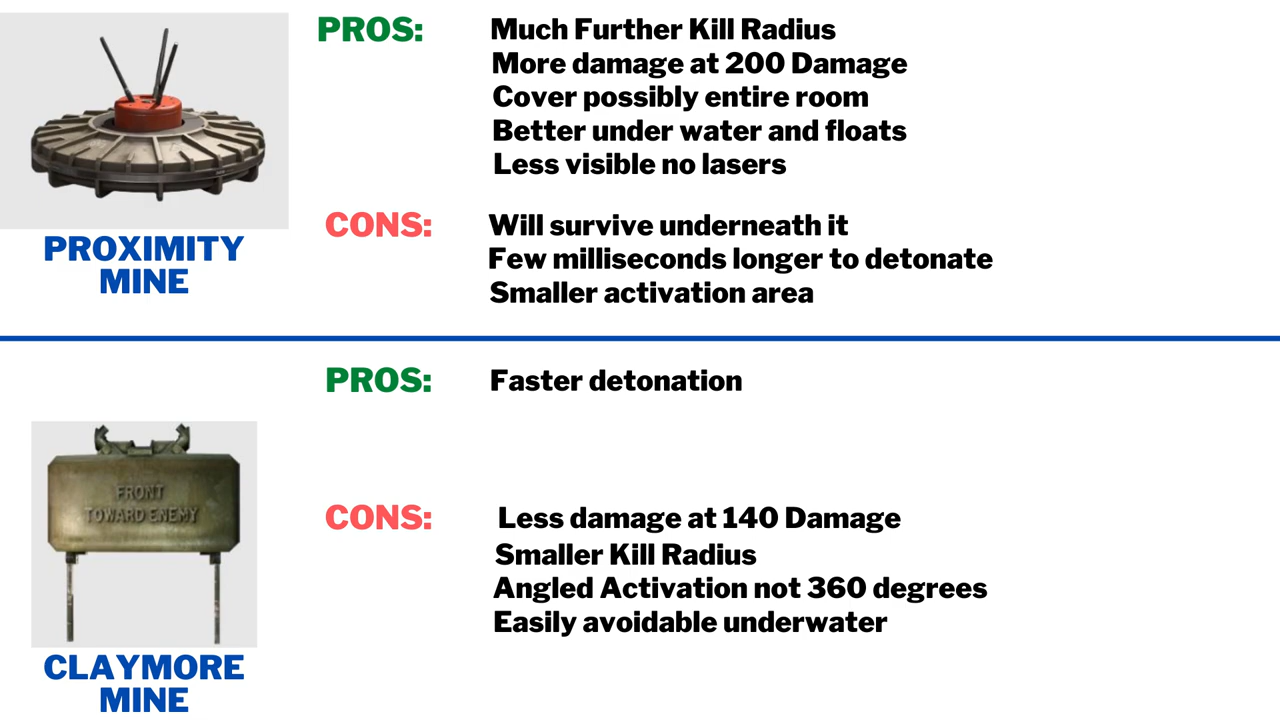 PROS:
Much Further Kill Radius
More damage at 200 Damage
Cover possibly entire room
Better under water and floats
Less visible no lasers
CONS:
Will survive underneath it
Few milliseconds longer to detonate
Smaller activation area
PROXIMITY
MINE
PROS:
Faster detonation
FRONT
TOWARD ENEMY
CONS:
Less damage at 140 Damage
Smaller Kill Radius
Angled Activation not 360 degrees
Easily avoidable underwater
CLAYMORE
MINE